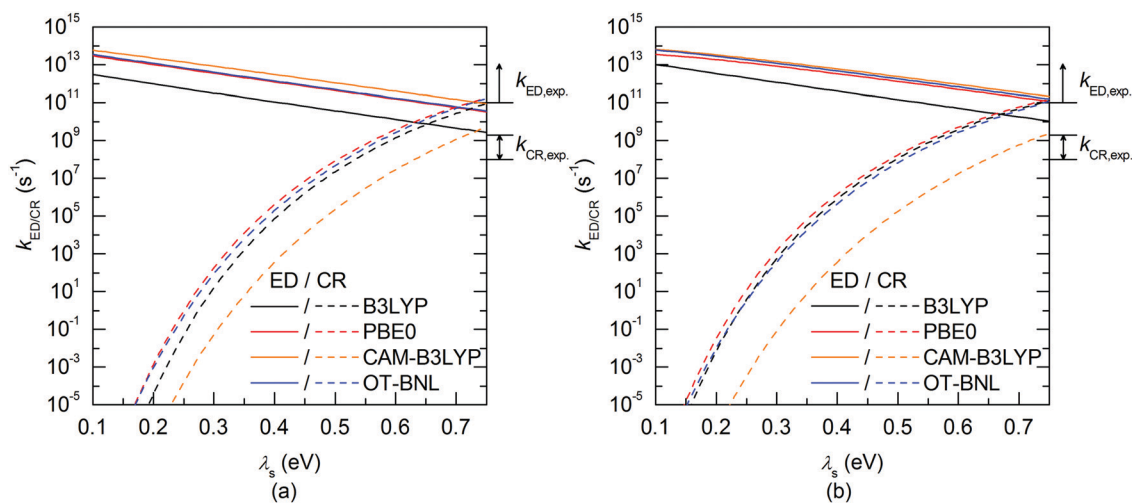 10^15
10^13
10^11
10^9
10^7
10^5
10^3
10^1
10^-1
10^-3
10^-5
k_ED/CR (s^-1)
k_ED,exp.
k_CR,exp.
ED / CR
/ B3LYP
/ PBE0
/ CAM-B3LYP
/ OT-BNL
0.1 0.2 0.3 0.4 0.5 0.6 0.7
λ_s (eV)
(a)
10^15
10^13
10^11
10^9
10^7
10^5
10^3
10^1
10^-1
10^-3
10^-5
k_ED/CR (s^-1)
k_ED,exp.
k_CR,exp.
ED / CR
/ B3LYP
/ PBE0
/ CAM-B3LYP
/ OT-BNL
0.1 0.2 0.3 0.4 0.5 0.6 0.7
λ_s (eV)
(b)